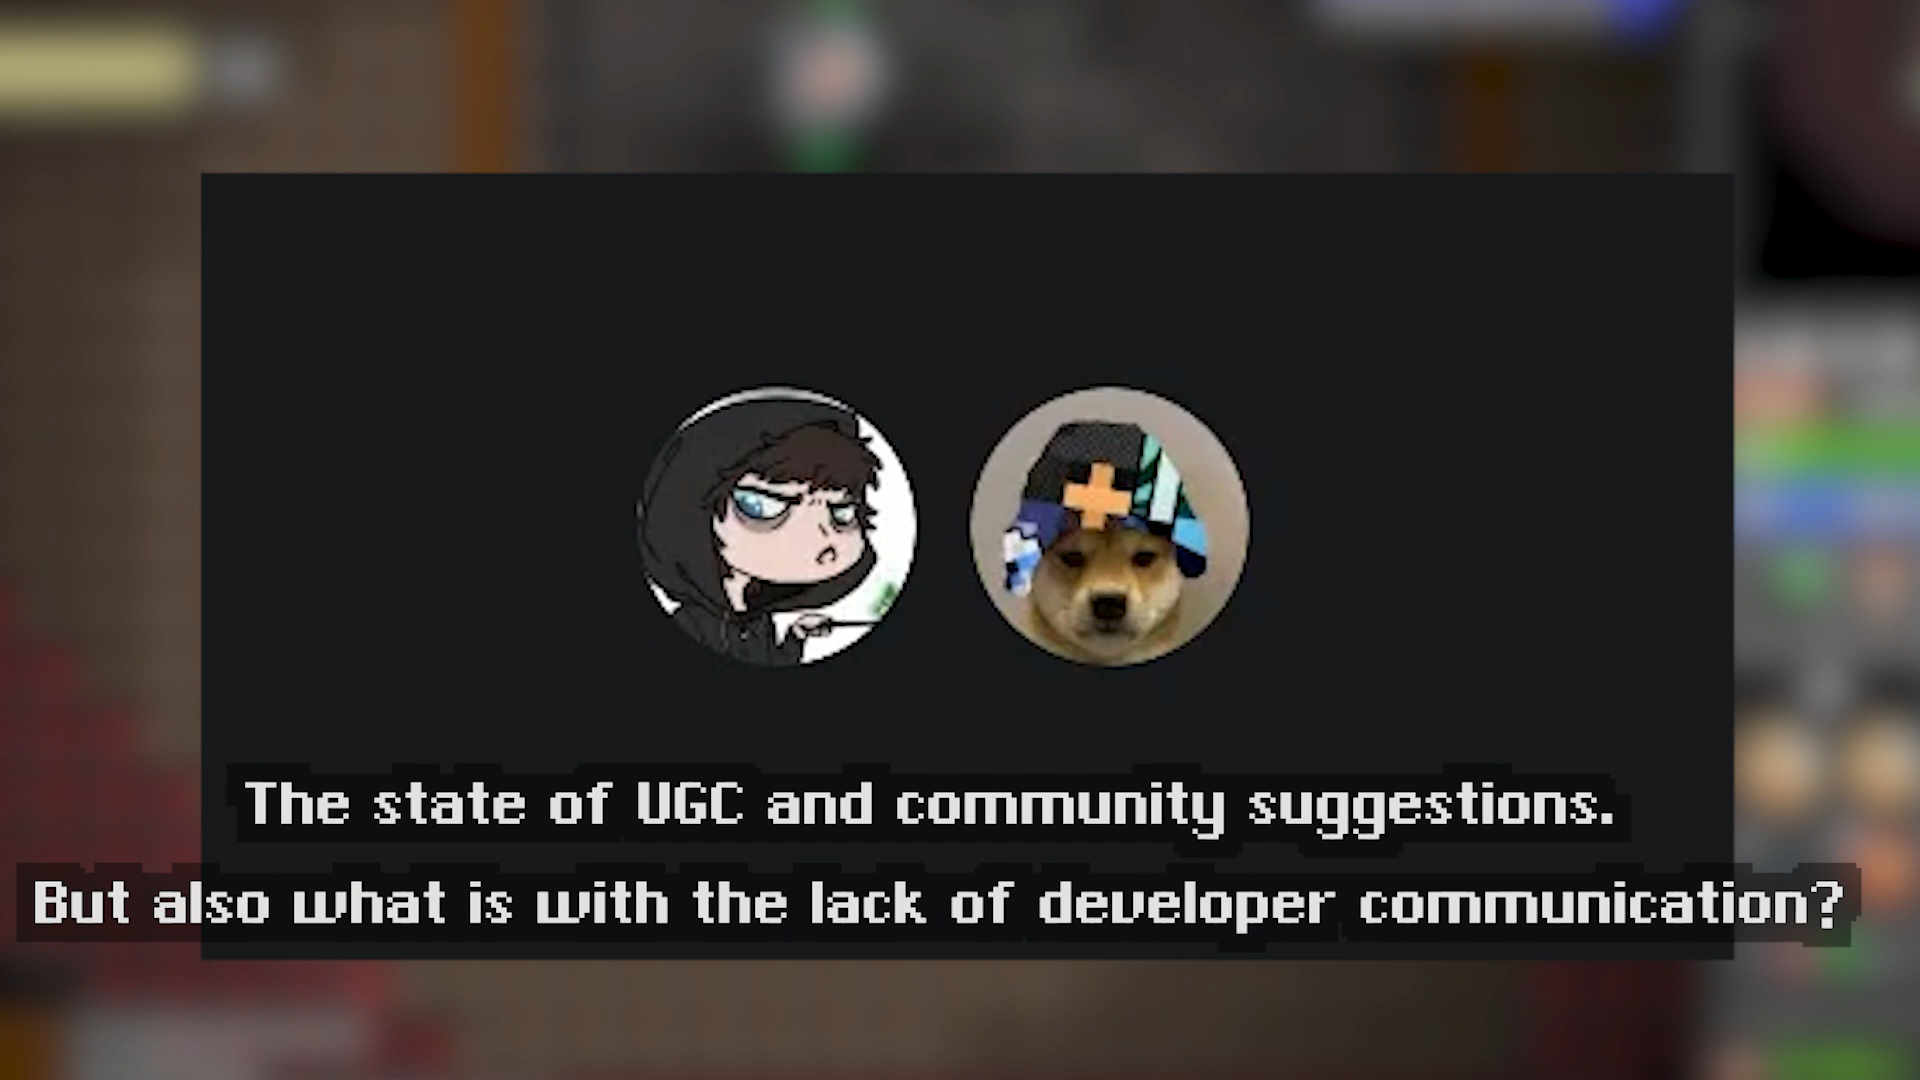 The state of UGC and community suggestions.
But also what is with the lack of developer communication?